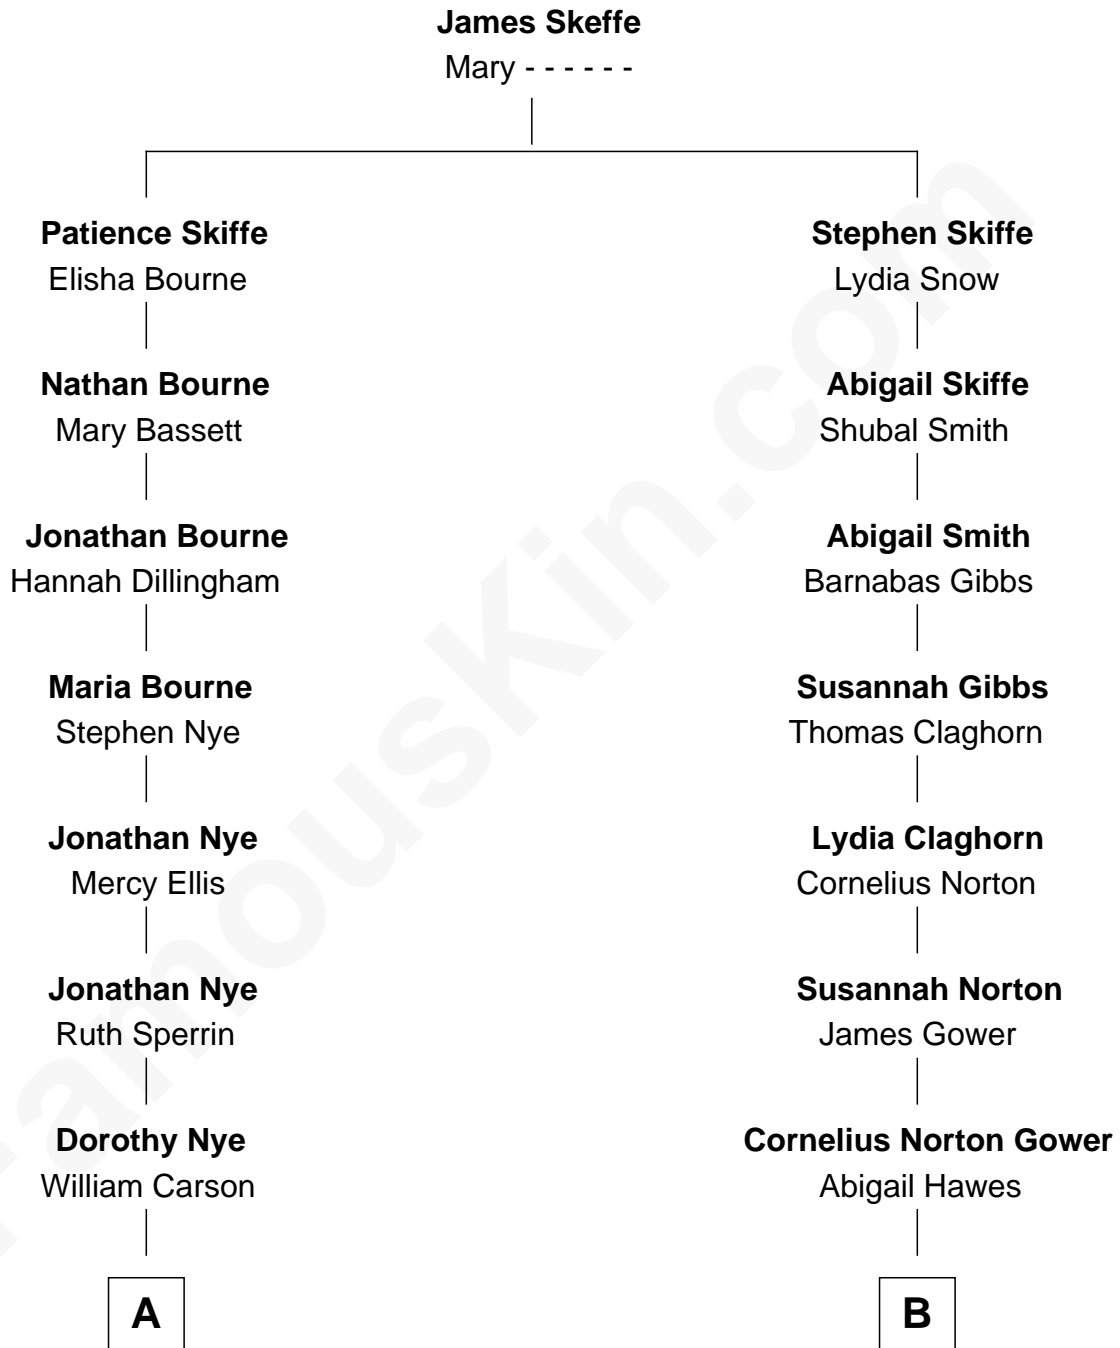 James Skeffe
Mary - - - - - -
Patience Skiffe
Elisha Bourne
Nathan Bourne
Mary Bassett
Jonathan Bourne
Hannah Dillingham
Maria Bourne
Stephen Nye
Jonathan Nye
Mercy Ellis
Jonathan Nye
Ruth Sperrin
Dorothy Nye
William Carson
A
Stephen Skiffe
Lydia Snow
Abigail Skiffe
Shubal Smith
Abigail Smith
Barnabas Gibbs
Susannah Gibbs
Thomas Claghorn
Lydia Claghorn
Cornelius Norton
Susannah Norton
James Gower
Cornelius Norton Gower
Abigail Hawes
B
FamousKin.com